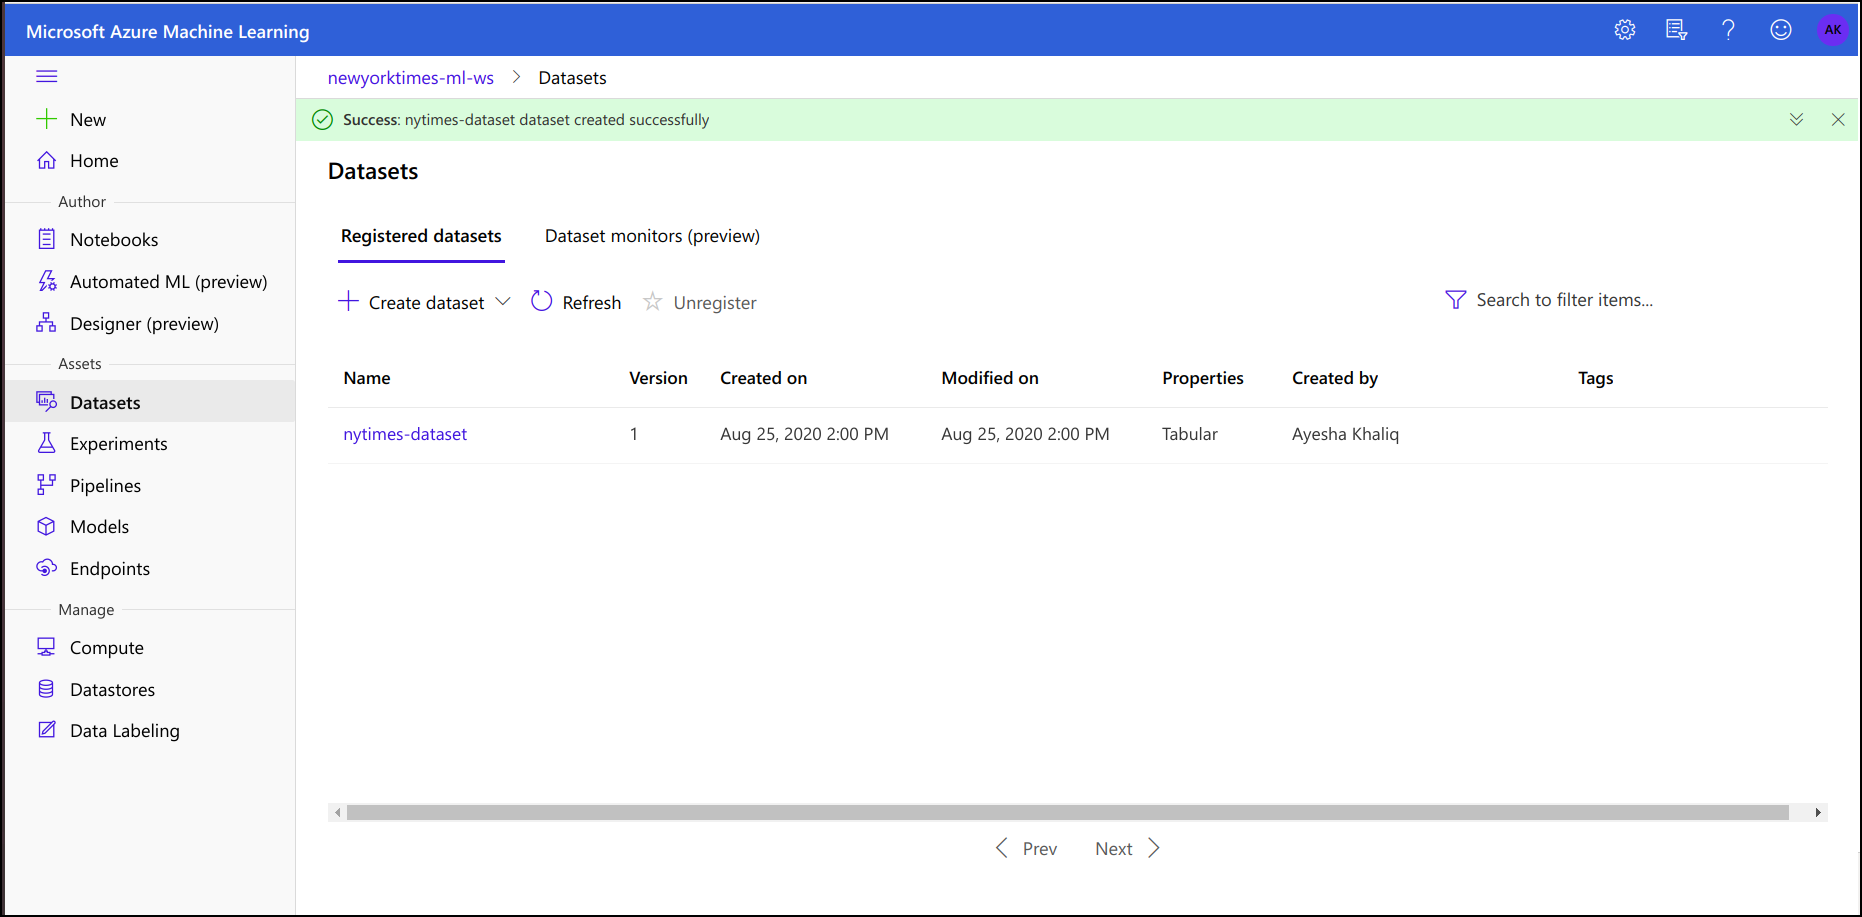 Microsoft Azure Machine Learning
AK
newyorktimes-ml-ws > Datasets
Success: nytimes-dataset dataset created successfully
New
Home
Author
Notebooks
Automated ML (preview)
Designer (preview)
Assets
Datasets
Experiments
Pipelines
Models
Endpoints
Manage
Compute
Datastores
Data Labeling
Datasets
Registered datasets Dataset monitors (preview)
Create dataset Refresh Unregister Search to filter items...
Name Version Created on Modified on Properties Created by Tags
nytimes-dataset 1 Aug 25, 2020 2:00 PM Aug 25, 2020 2:00 PM Tabular Ayesha Khaliq
Prev Next